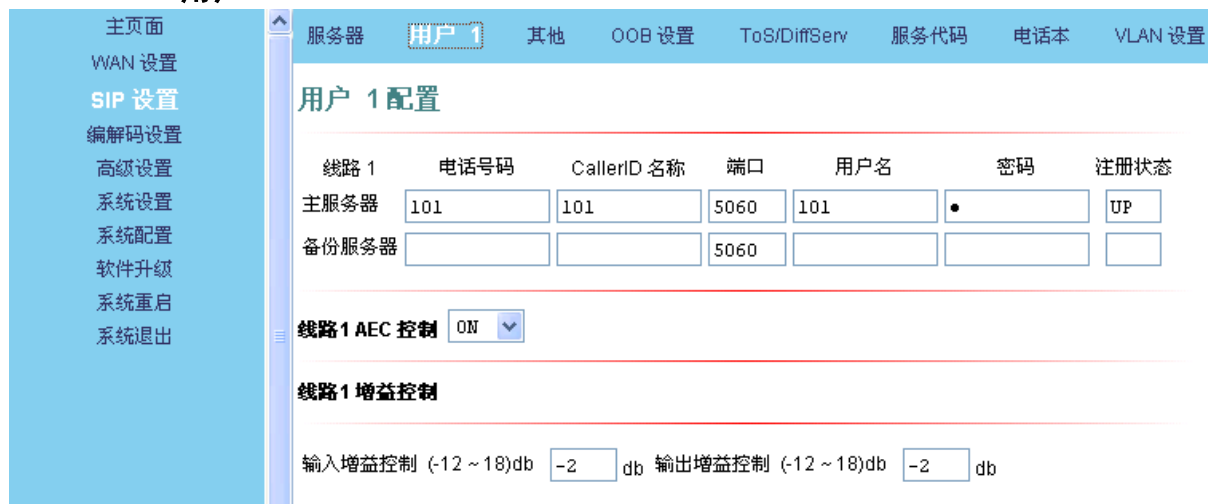 主页面
WAN 设置
SIP 设置
编解码设置
高级设置
系统设置
系统配置
软件升级
系统重启
系统退出
服务器 用户 1 其他 OOB 设置 ToS/DiffServ 服务代码 电话本 VLAN 设置
用户 1 配置
线路 1 电话号码 CallerID 名称 端口 用户名 密码 注册状态
主服务器 101 101 5060 101 ● UP
备份服务器 5060
线路1 AEC 控制 ON
线路1 增益控制
输入增益控制 (-12 ~ 18)db -2 db 输出增益控制 (-12 ~ 18)db -2 db